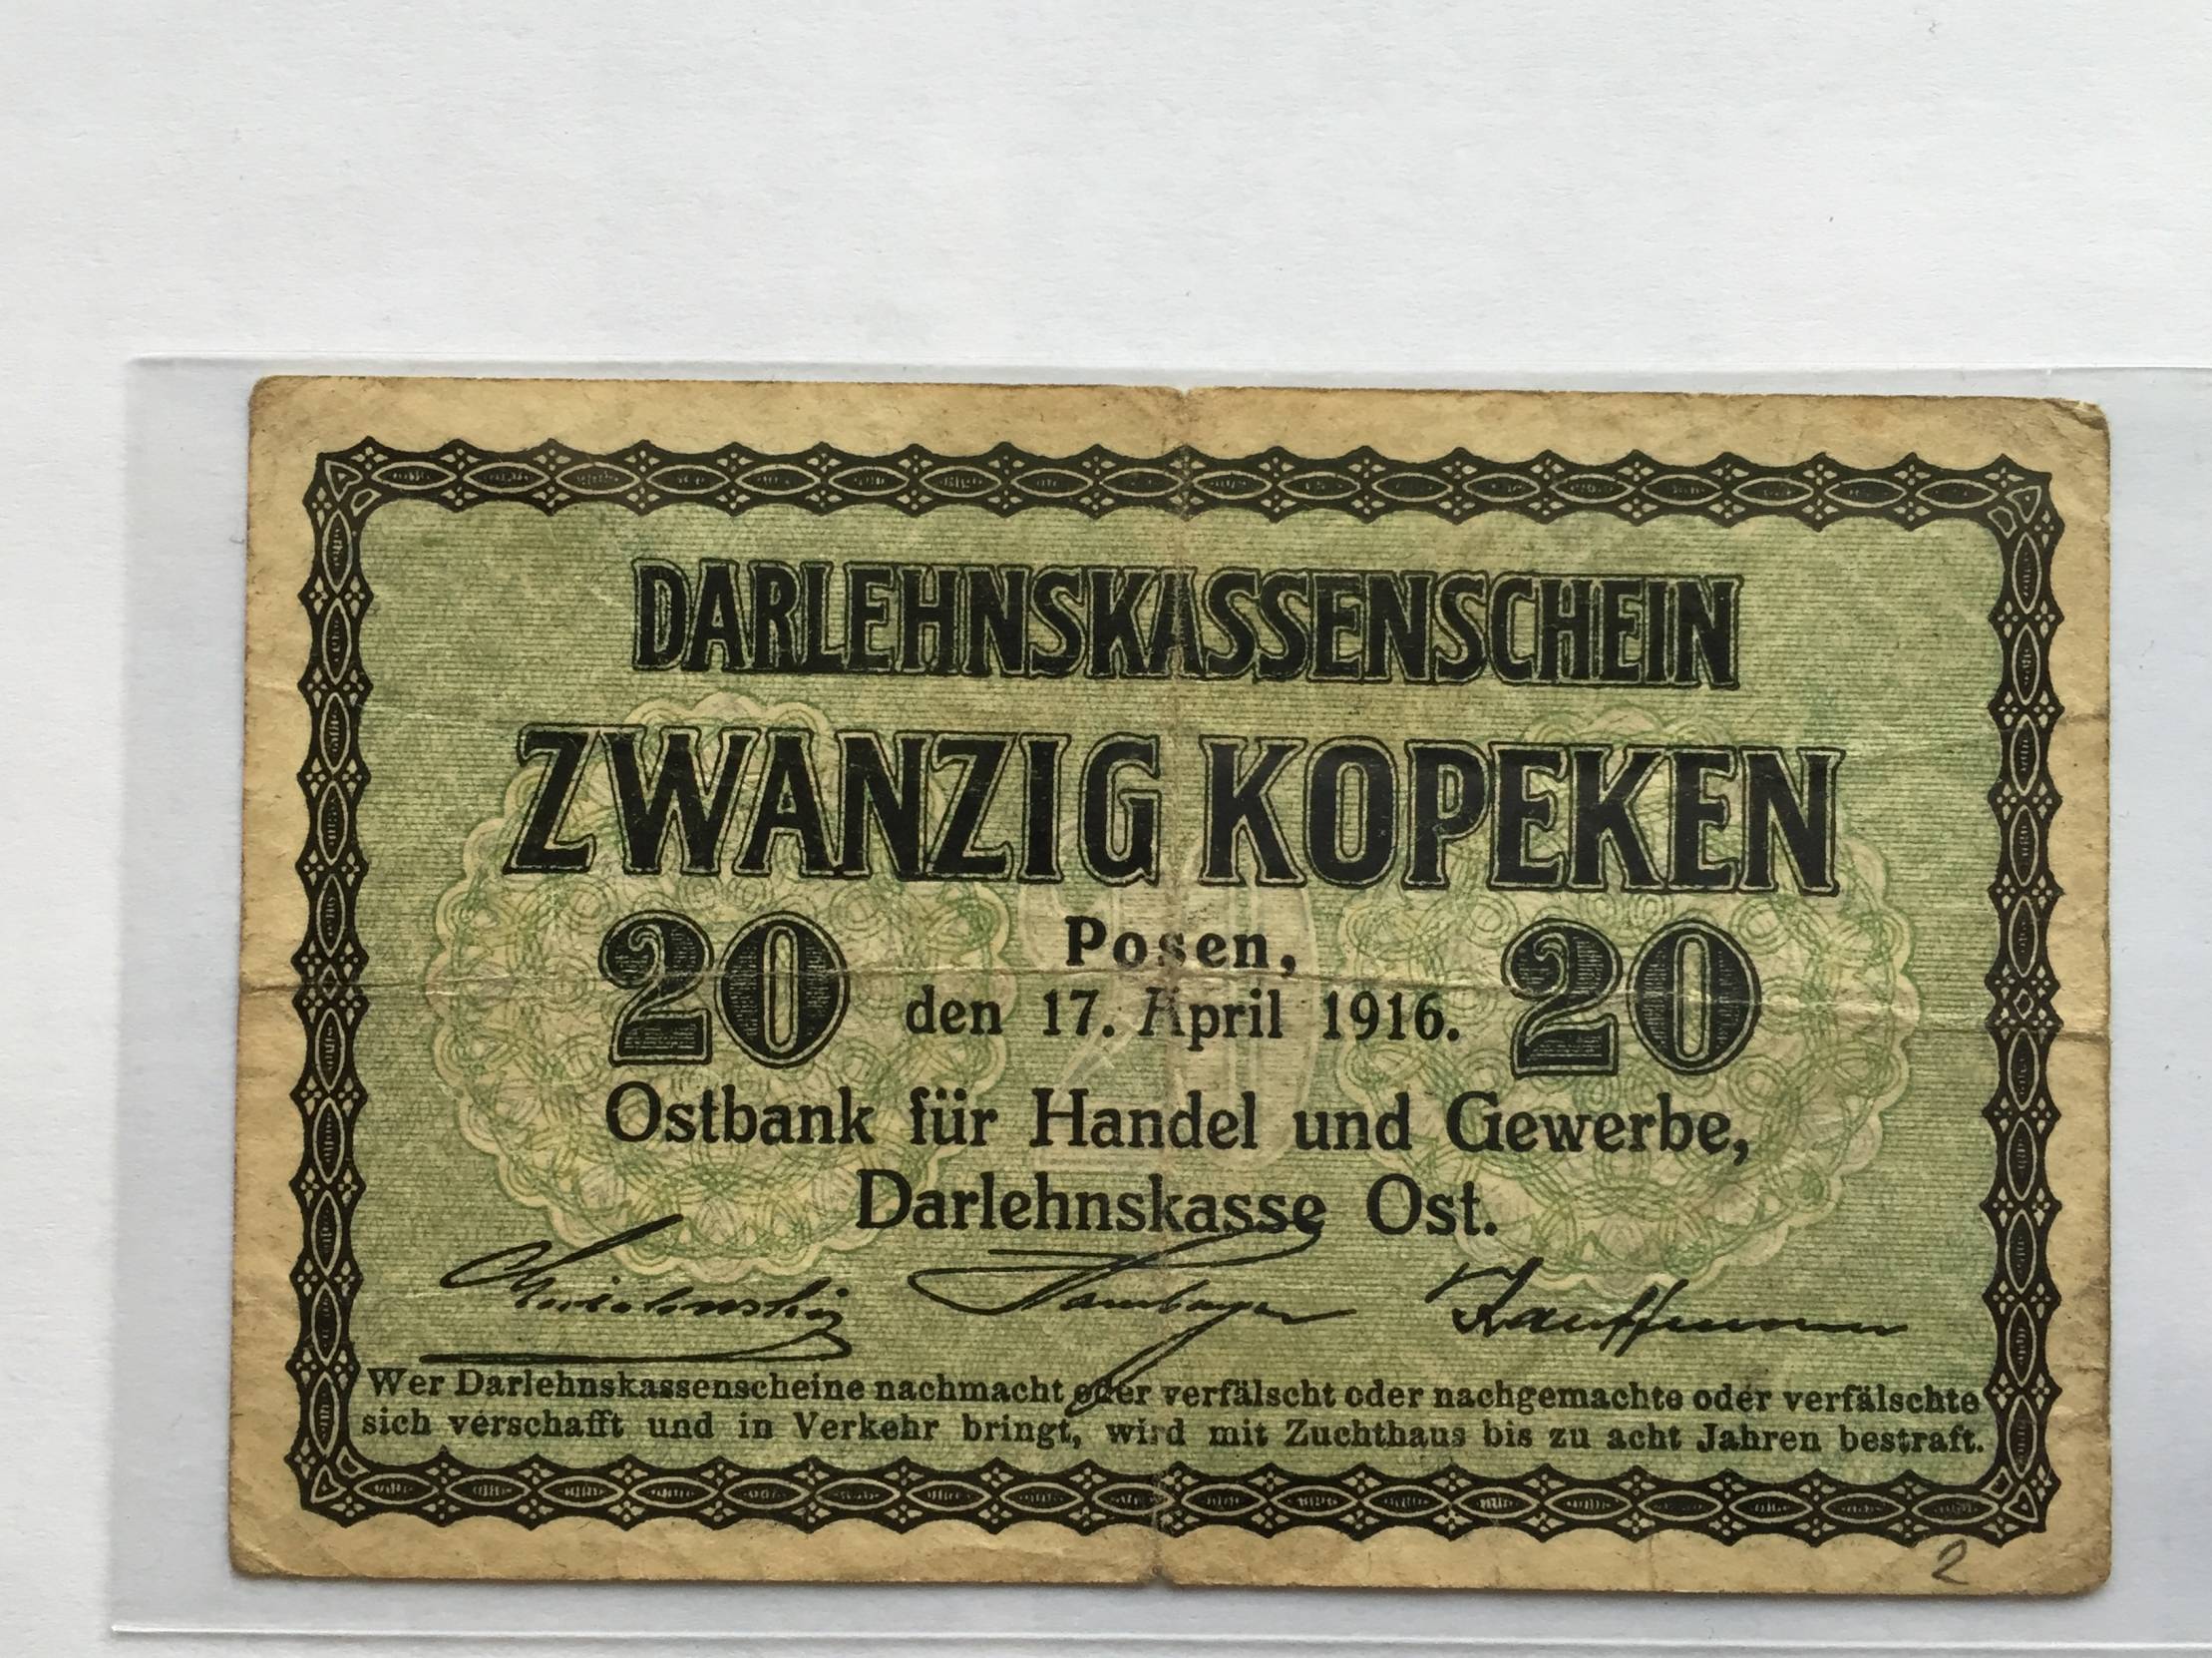 DARLEHNSKASSENSCHEIN
ZWANZIG KOPEKEN
20 Posen, 20
den 17. April 1916.
Ostbank für Handel und Gewerbe,
Darlehnskasse Ost.
Kauffmann
Wer Darlehnskassenscheine nachmacht oder verfälscht oder nachgemachte oder verfälschte
sich verschafft und in Verkehr bringt, wird mit Zuchthaus bis zu acht Jahren bestraft.
2